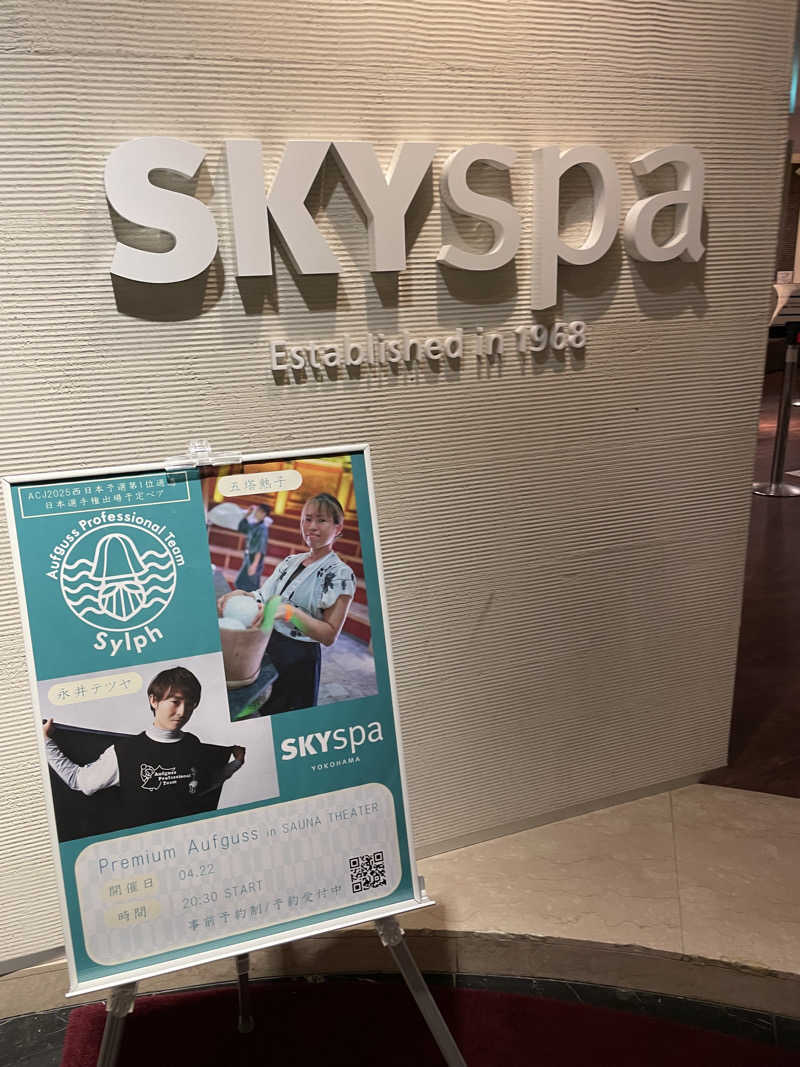 SKYspa
Established in 1968
ACJ2025西日本予選第1位通過
日本選手権出場予定ペア
五塔熱子
Aufguss Professional Team
Sylph
永井テツヤ
Aufguss
Professional
Team
SKYspa
YOKOHAMA
Premium Aufguss in SAUNA THEATER
開催日 04.22
時間 20:30 START
事前予約制/予約受付中